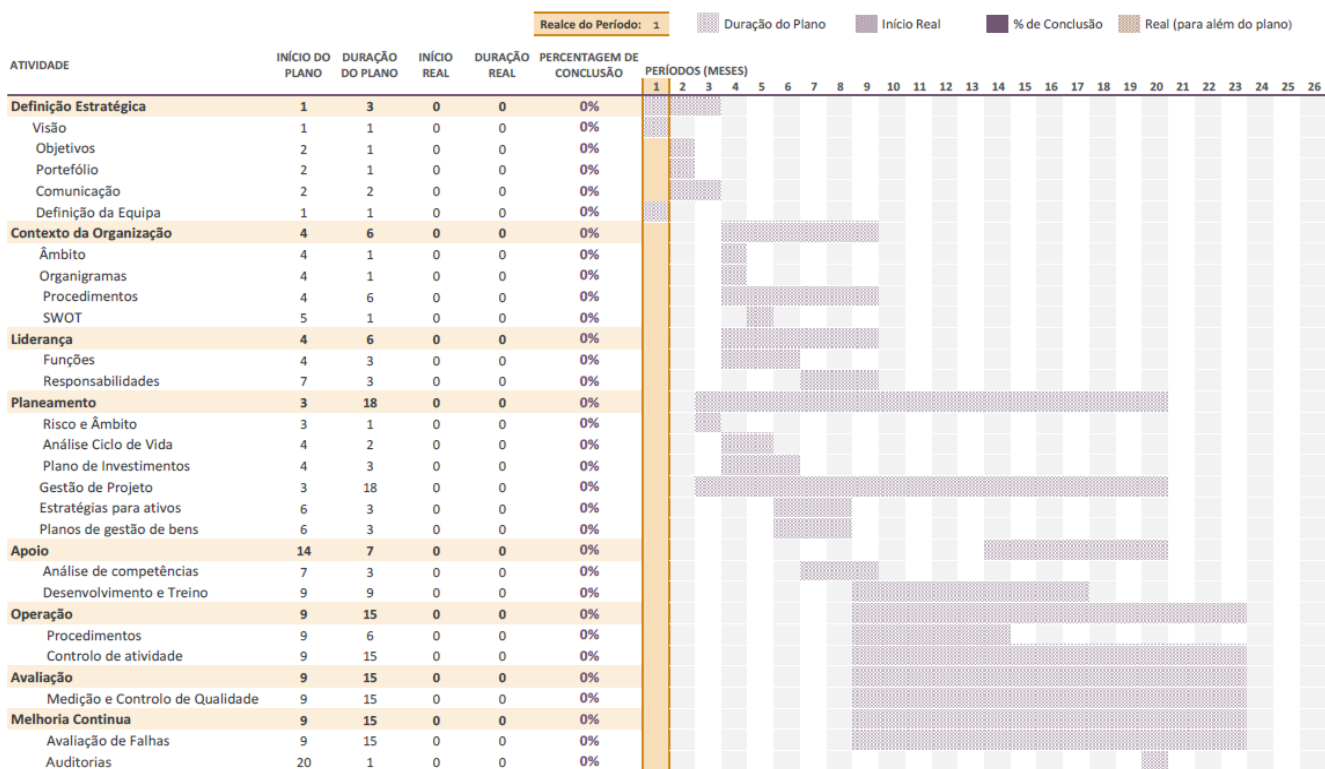 Realce do Período: 1 Duração do Plano Início Real % de Conclusão Real (para além do plano)
ATIVIDADE INÍCIO DO PLANO DURAÇÃO DO PLANO INÍCIO REAL DURAÇÃO REAL PERCENTAGEM DE CONCLUSÃO PERÍODOS (MESES)
1 2 3 4 5 6 7 8 9 10 11 12 13 14 15 16 17 18 19 20 21 22 23 24 25 26
Definição Estratégica 1 3 0 0 0%
Visão 1 1 0 0 0%
Objetivos 2 1 0 0 0%
Portefólio 2 1 0 0 0%
Comunicação 2 2 0 0 0%
Definição da Equipa 1 1 0 0 0%
Contexto da Organização 4 6 0 0 0%
Âmbito 4 1 0 0 0%
Organigramas 4 1 0 0 0%
Procedimentos 4 6 0 0 0%
SWOT 5 1 0 0 0%
Liderança 4 6 0 0 0%
Funções 4 3 0 0 0%
Responsabilidades 7 3 0 0 0%
Planeamento 3 18 0 0 0%
Risco e Âmbito 3 1 0 0 0%
Análise Ciclo de Vida 4 2 0 0 0%
Plano de Investimentos 4 3 0 0 0%
Gestão de Projeto 3 18 0 0 0%
Estratégias para ativos 6 3 0 0 0%
Planos de gestão de bens 6 3 0 0 0%
Apoio 14 7 0 0 0%
Análise de competências 7 3 0 0 0%
Desenvolvimento e Treino 9 9 0 0 0%
Operação 9 15 0 0 0%
Procedimentos 9 6 0 0 0%
Controlo de atividade 9 15 0 0 0%
Avaliação 9 15 0 0 0%
Medição e Controlo de Qualidade 9 15 0 0 0%
Melhoria Continua 9 15 0 0 0%
Avaliação de Falhas 9 15 0 0 0%
Auditorias 20 1 0 0 0%